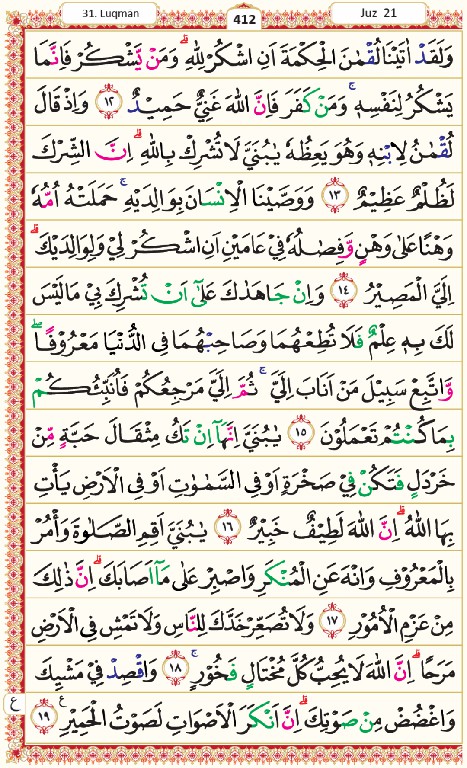 31. Luqman 412 Juz 21
وَلَقَدْ اٰتَيْنَا لُقْمٰنَ الْحِكْمَةَ اَنِ اشْكُرْ لِلّٰهِ ۗوَمَنْ يَّشْكُرْ فَاِنَّمَا
يَشْكُرُ لِنَفْسِهٖۚ وَمَنْ كَفَرَ فَاِنَّ اللّٰهَ غَنِيٌّ حَمِيْدٌ ١٢ وَاِذْ قَالَ
لُقْمٰنُ لِابْنِهٖ وَهُوَ يَعِظُهٗ يٰبُنَيَّ لَا تُشْرِكْ بِاللّٰهِ ۗاِنَّ الشِّرْكَ
لَظُلْمٌ عَظِيْمٌ ١٣ وَوَصَّيْنَا الْاِنْسَانَ بِوَالِدَيْهِۚ حَمَلَتْهُ اُمُّهٗ
وَهْنًا عَلٰى وَهْنٍ وَّفِصٰلُهٗ فِيْ عَامَيْنِ اَنِ اشْكُرْ لِيْ وَلِوَالِدَيْكَۗ
اِلَيَّ الْمَصِيْرُ ١٤ وَاِنْ جَاهَدٰكَ عَلٰٓى اَنْ تُشْرِكَ بِيْ مَا لَيْسَ
لَكَ بِهٖ عِلْمٌ فَلَا تُطِعْهُمَا وَصَاحِبْهُمَا فِى الدُّنْيَا مَعْرُوْفًا ۖ
وَّاتَّبِعْ سَبِيْلَ مَنْ اَنَابَ اِلَيَّۚ ثُمَّ اِلَيَّ مَرْجِعُكُمْ فَاُنَبِّئُكُمْ
بِمَا كُنْتُمْ تَعْمَلُوْنَ ١٥ يٰبُنَيَّ اِنَّهَآ اِنْ تَكُ مِثْقَالَ حَبَّةٍ مِّنْ
خَرْدَلٍ فَتَكُنْ فِيْ صَخْرَةٍ اَوْ فِى السَّمٰوٰتِ اَوْ فِى الْاَرْضِ يَأْتِ
بِهَا اللّٰهُ ۗاِنَّ اللّٰهَ لَطِيْفٌ خَبِيْرٌ ١٦ يٰبُنَيَّ اَقِمِ الصَّلٰوةَ وَأْمُرْ
بِالْمَعْرُوْفِ وَانْهَ عَنِ الْمُنْكَرِ وَاصْبِرْ عَلٰى مَآ اَصَابَكَۗ اِنَّ ذٰلِكَ
مِنْ عَزْمِ الْاُمُوْرِ ١٧ وَلَا تُصَعِّرْ خَدَّكَ لِلنَّاسِ وَلَا تَمْشِ فِى الْاَرْضِ
مَرَحًاۗ اِنَّ اللّٰهَ لَا يُحِبُّ كُلَّ مُخْتَالٍ فَخُوْرٍۚ ١٨ وَاقْصِدْ فِيْ مَشْيِكَ
وَاغْضُضْ مِنْ صَوْتِكَۗ اِنَّ اَنْكَرَ الْاَصْوَاتِ لَصَوْتُ الْحَمِيْرِ ࣖ ١٩
ع